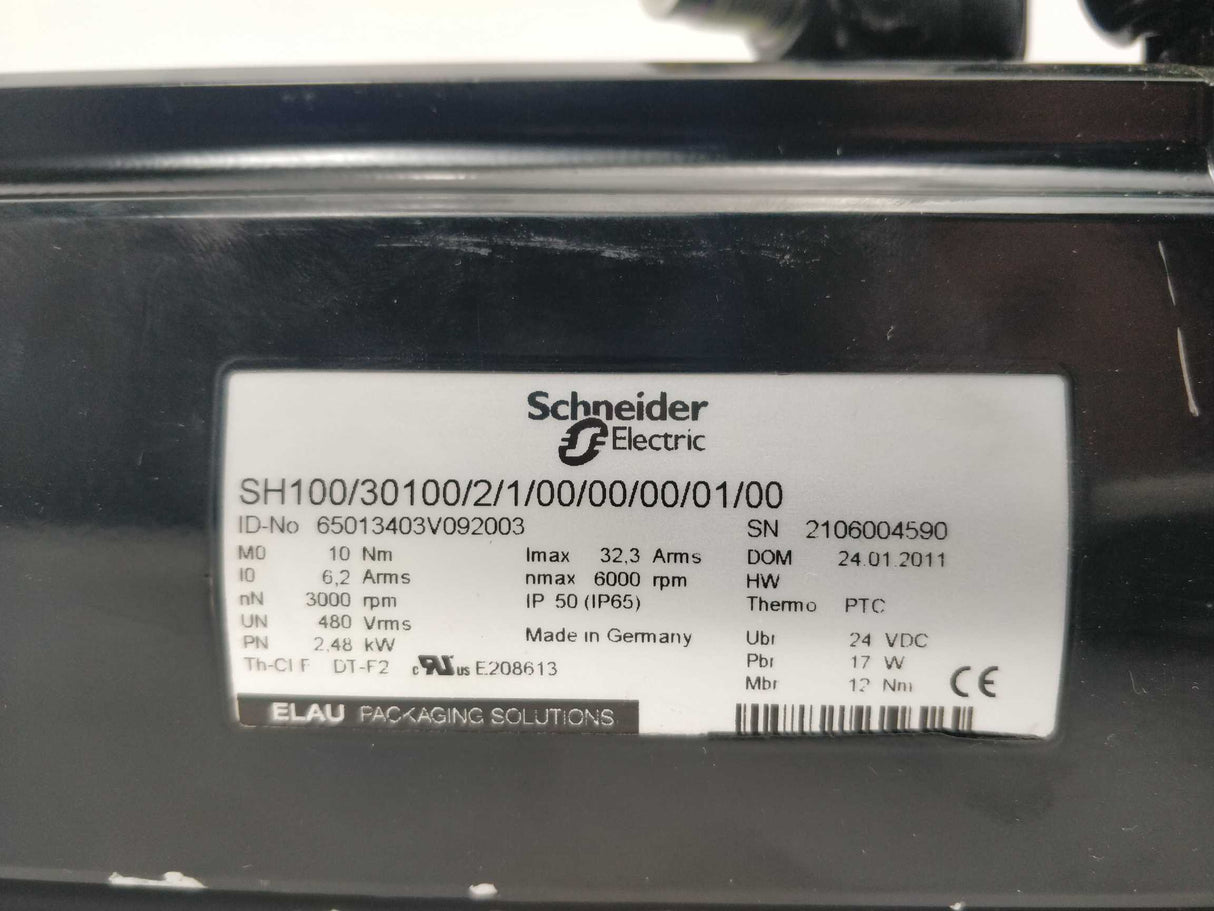 Schneider
Electric
SH100/30100/2/1/00/00/00/01/00
ID-No 65013403V092003
SN 2106004590
M0 10 Nm
I0 6,2 Arms
nN 3000 rpm
UN 480 Vrms
PN 2,48 kW
Th-Cl F DT-F2
c RU us E208613
Imax 32,3 Arms
nmax 6000 rpm
IP 50 (IP65)
Made in Germany
DOM 24.01.2011
HW
Thermo PTC
Ubr 24 VDC
Pbr 17 W
Mbr 12 Nm
CE
ELAU PACKAGING SOLUTIONS